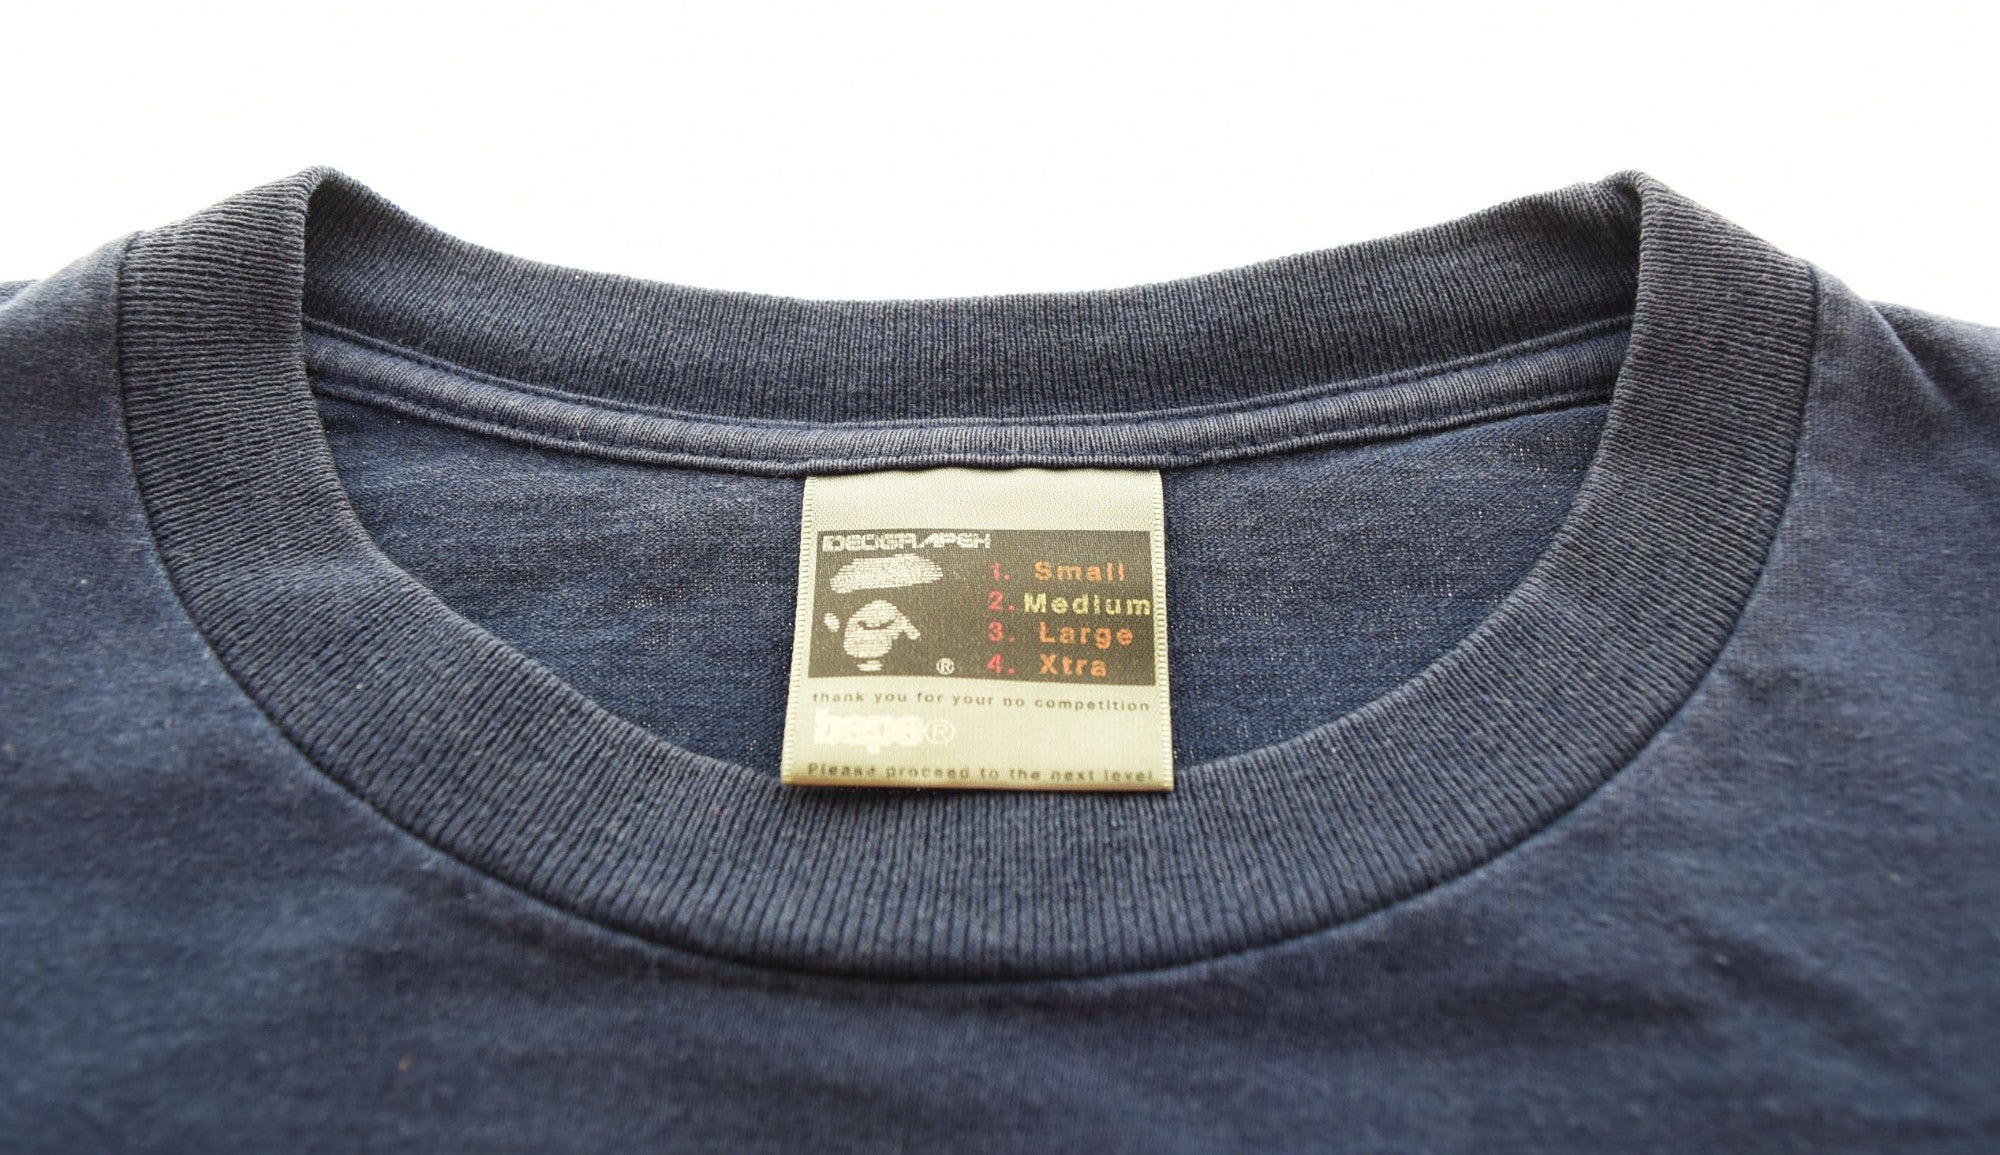 IDEOGRAPEH
1. Small
2. Medium
3. Large
4. Xtra
®
thank you for your no competition
bape®
Please proceed to the next level